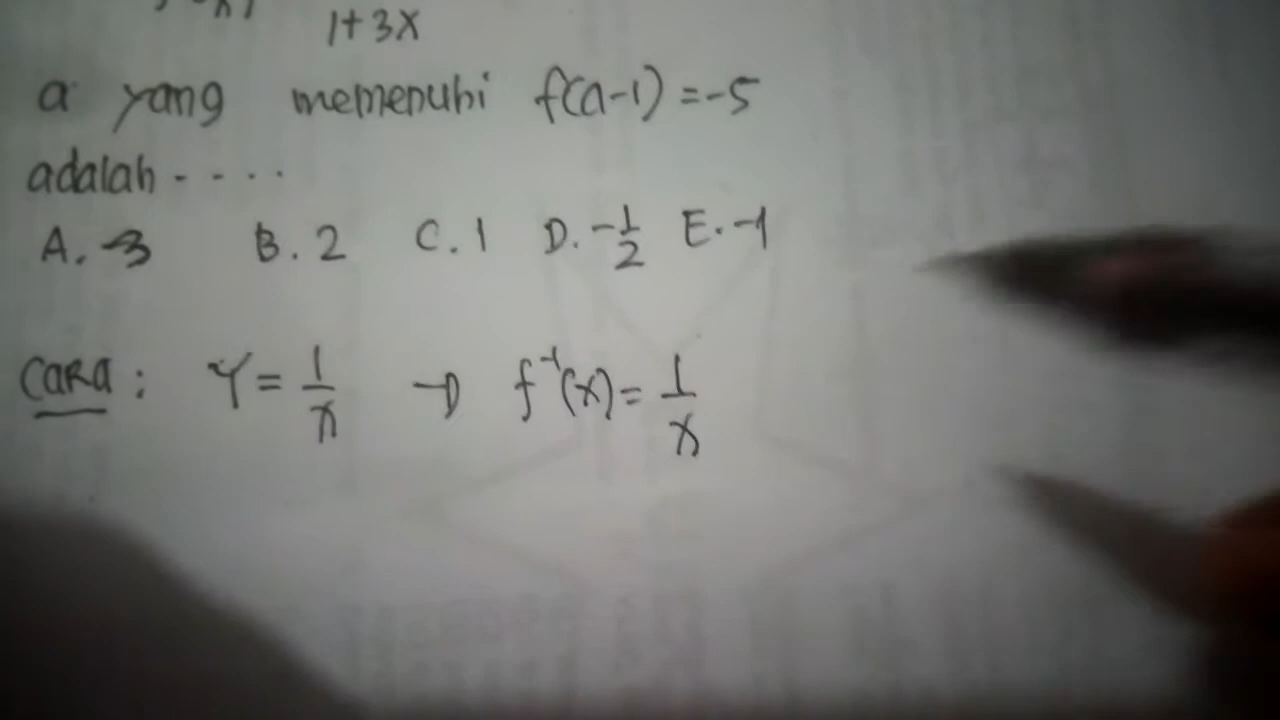 1+3x
a yang memenuhi f(a-1)=-5
adalah - - - -
A. -3 B. 2 C. 1 D. -1/2 E. -1
CARA : Y = 1/x → f⁻¹(x) = 1/x